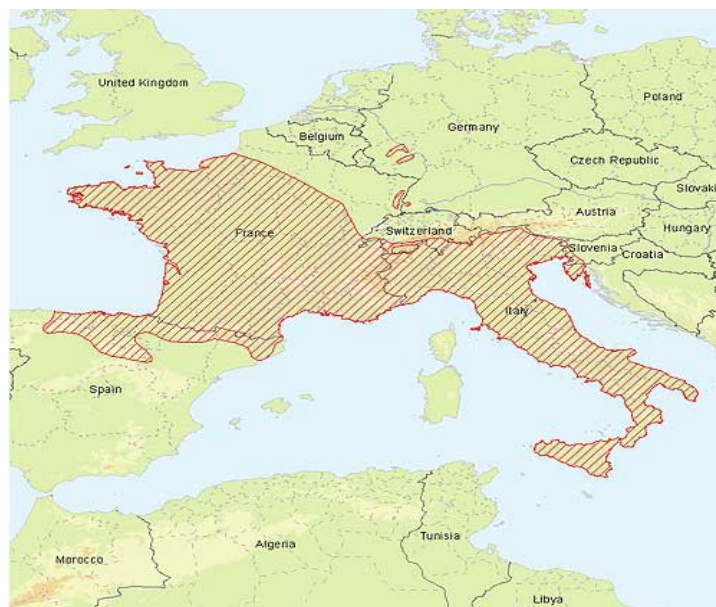 United Kingdom
Poland
Germany
Belgium
Czech Republic
Slovaki
Austria
Switzerland
Hungary
France
Slovenia
Croatia
Italy
Spain
Tunisia
Algeria
Morocco
Libya